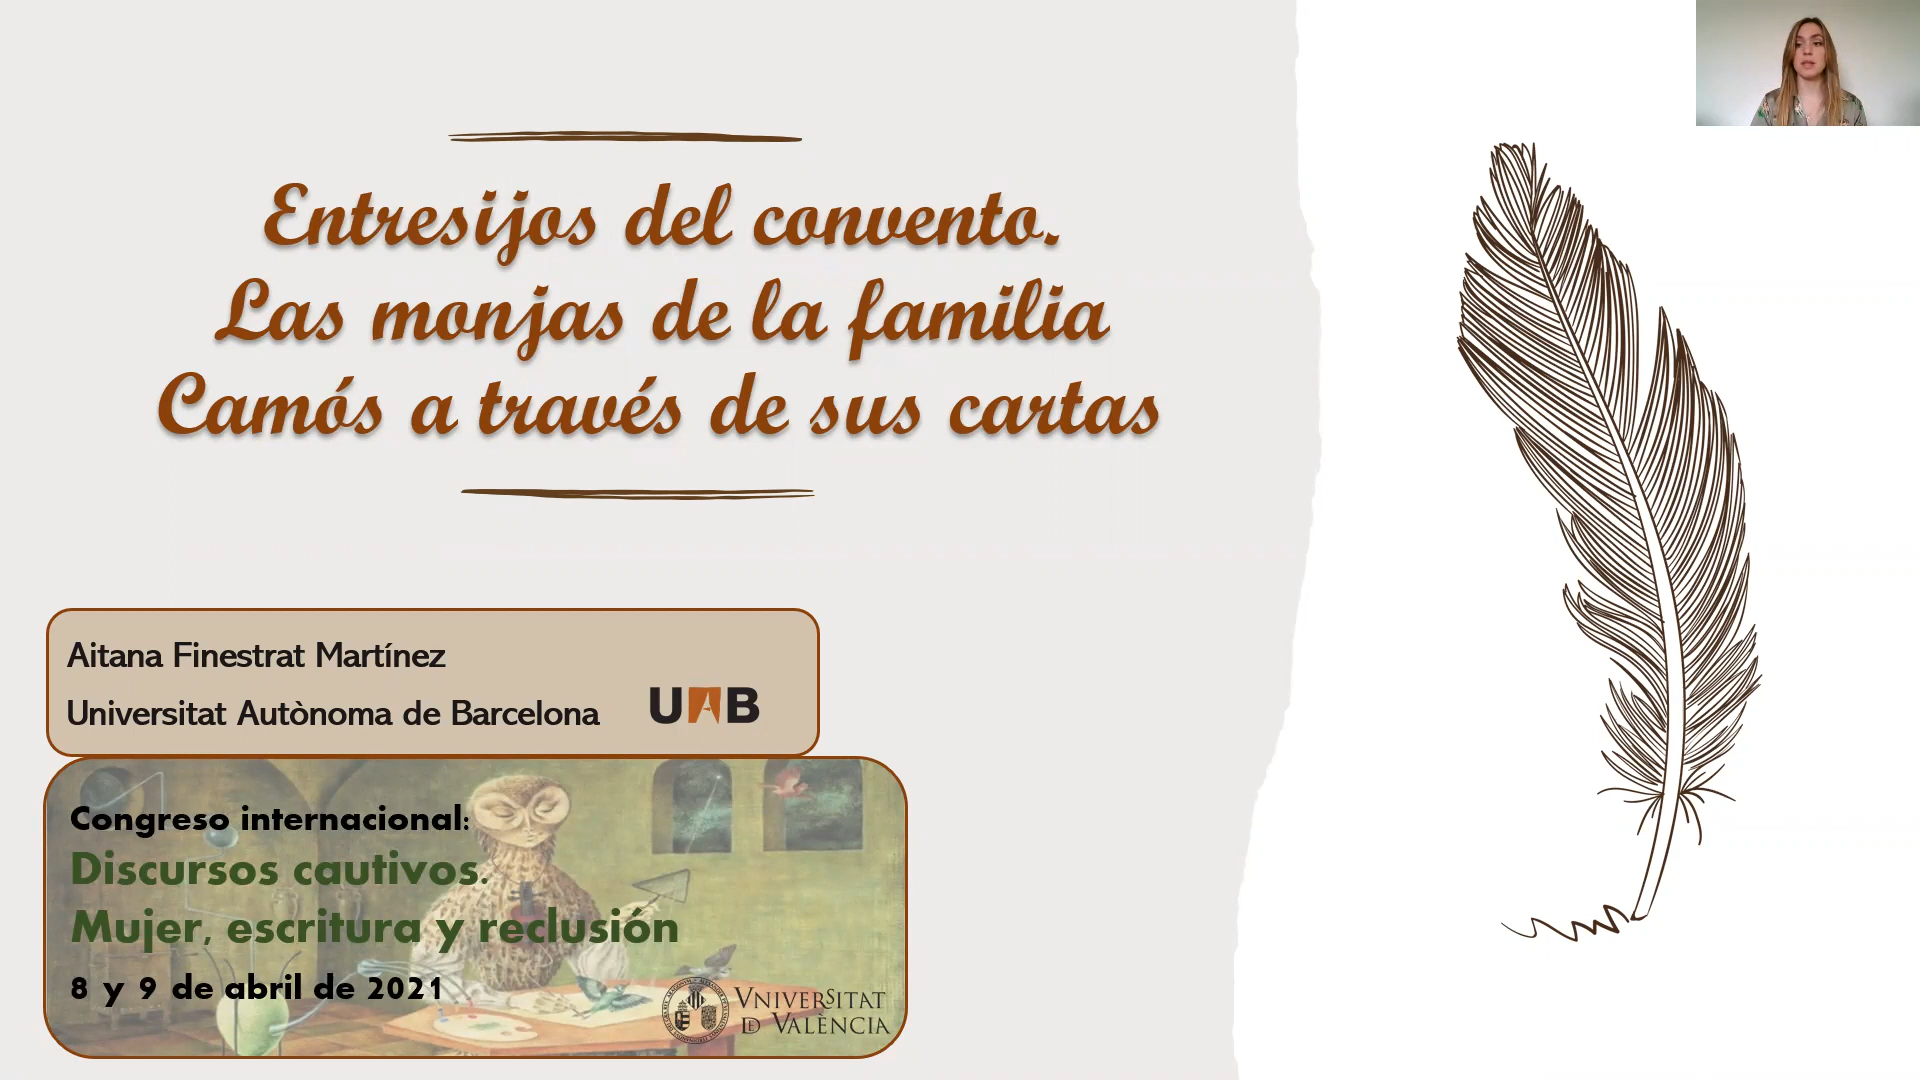 Entresijos del convento.
Las monjas de la familia
Camós a través de sus cartas
Aitana Finestrat Martínez
Universitat Autònoma de Barcelona
UAB
Congreso internacional:
Discursos cautivos.
Mujer, escritura y reclusión
8 y 9 de abril de 2021
VNIVERSITAT
DE VALÈNCIA